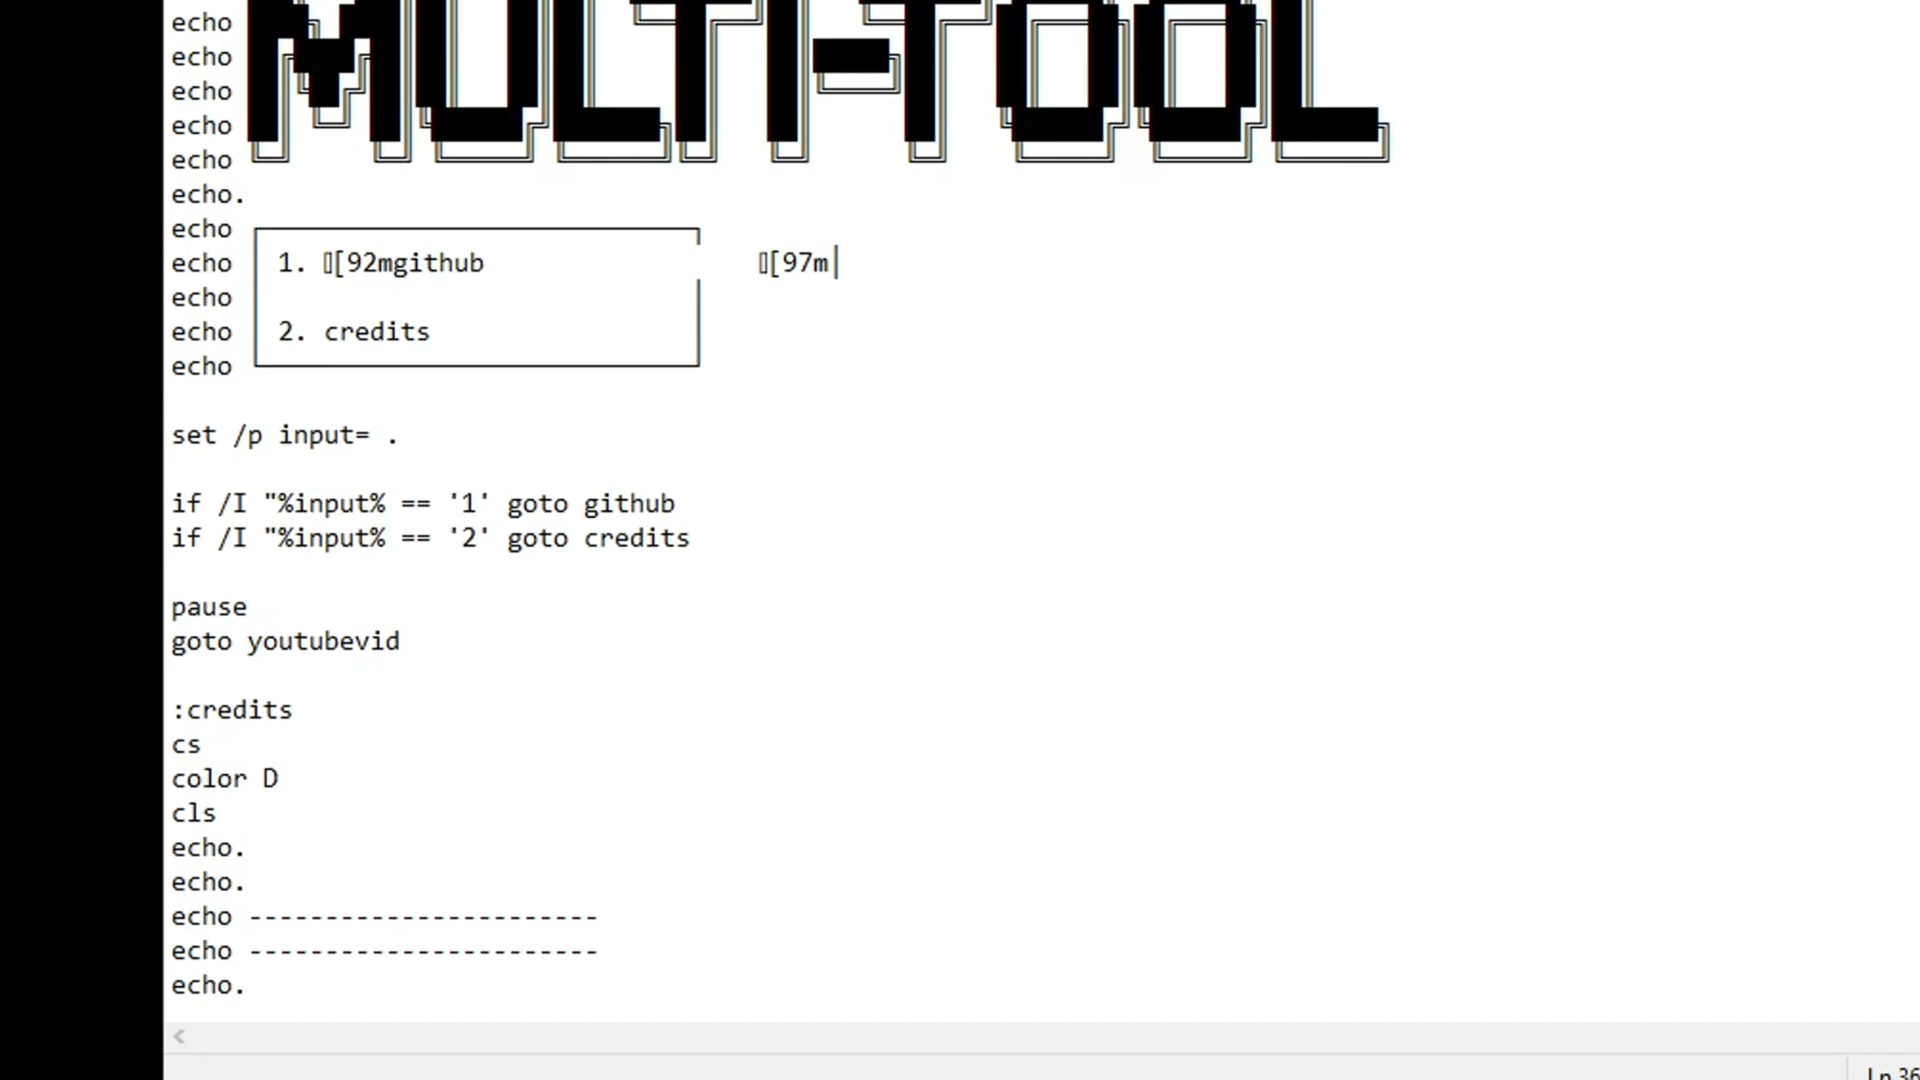 echo MULTI-TOOL
echo
echo
echo
echo
echo.
echo
echo 1. [92mgithub [97m|
echo
echo 2. credits
echo
set /p input= .
if /I "%input% == '1' goto github
if /I "%input% == '2' goto credits
pause
goto youtubevid
:credits
cs
color D
cls
echo.
echo.
echo -----------------------
echo -----------------------
echo.